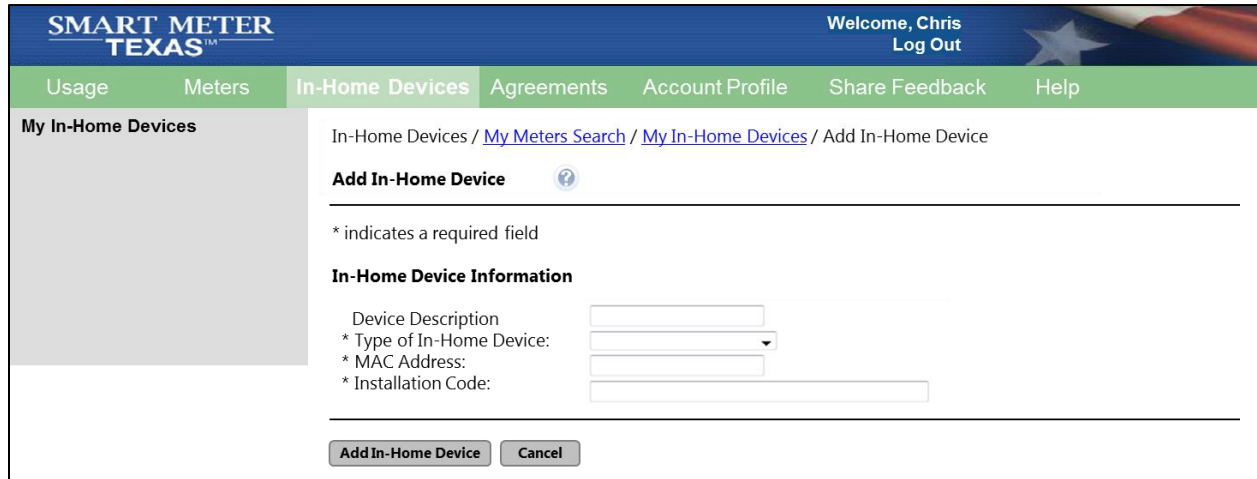 SMART METER
TEXAS™
Welcome, Chris
Log Out
Usage Meters In-Home Devices Agreements Account Profile Share Feedback Help
My In-Home Devices
In-Home Devices / My Meters Search / My In-Home Devices / Add In-Home Device
Add In-Home Device ?
* indicates a required field
In-Home Device Information
Device Description
* Type of In-Home Device:
* MAC Address:
* Installation Code:
Add In-Home Device Cancel